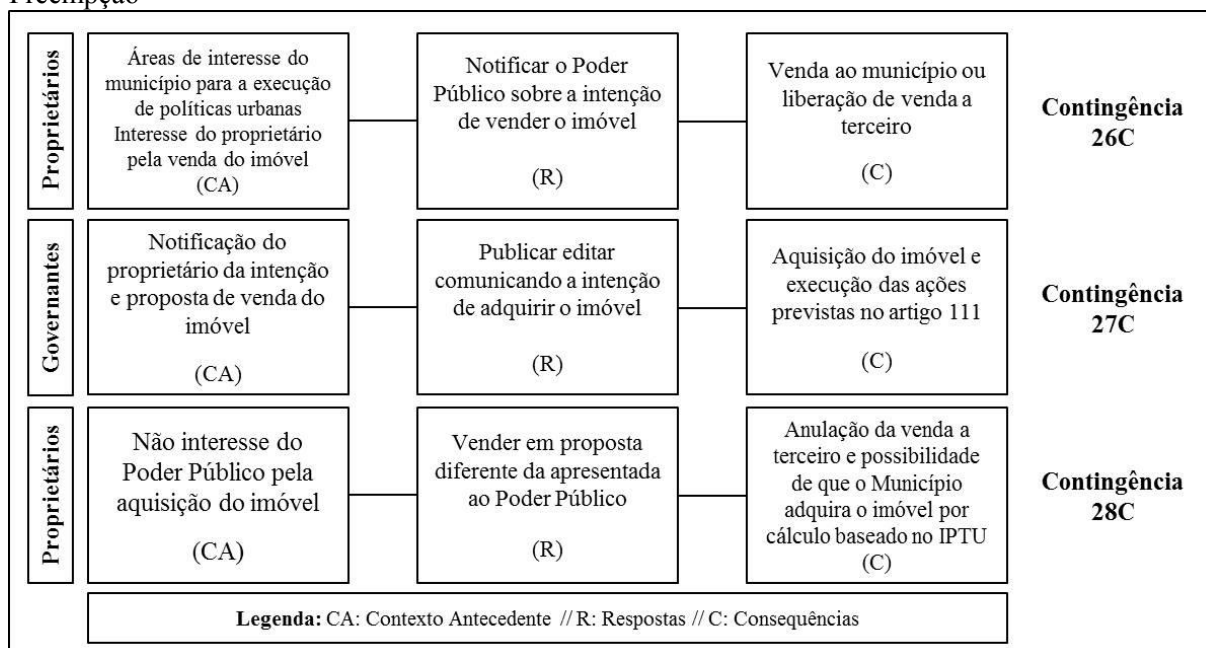 Preempção
Proprietários
Áreas de interesse do
município para a execução
de políticas urbanas
Interesse do proprietário
pela venda do imóvel
(CA)
Notificar o Poder
Público sobre a intenção
de vender o imóvel
(R)
Venda ao município ou
liberação de venda a
terceiro
(C)
Contingência
26C
Governantes
Notificação do
proprietário da intenção
e proposta de venda do
imóvel
(CA)
Publicar editar
comunicando a intenção
de adquirir o imóvel
(R)
Aquisição do imóvel e
execução das ações
previstas no artigo 111
(C)
Contingência
27C
Proprietários
Não interesse do
Poder Público pela
aquisição do imóvel
(CA)
Vender em proposta
diferente da apresentada
ao Poder Público
(R)
Anulação da venda a
terceiro e possibilidade
de que o Município
adquira o imóvel por
cálculo baseado no IPTU
(C)
Contingência
28C
Legenda: CA: Contexto Antecedente // R: Respostas // C: Consequências